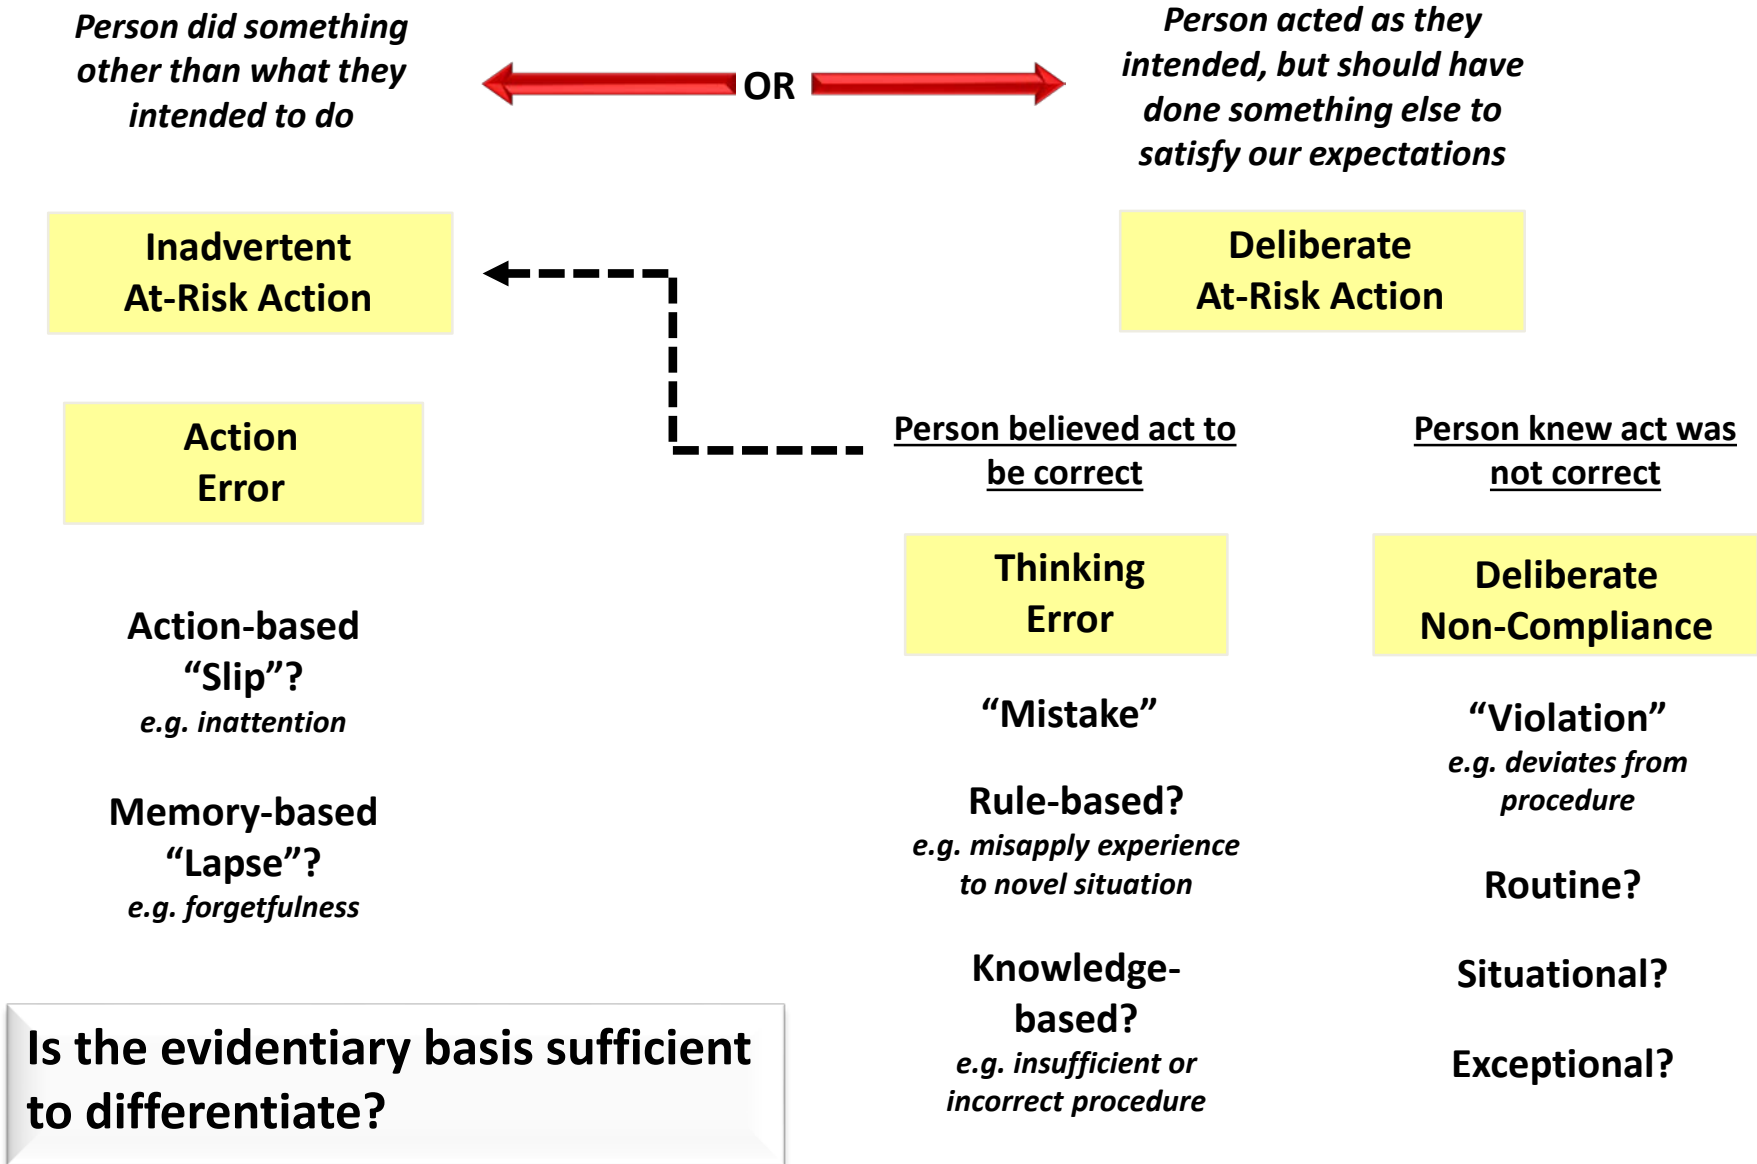 Person did something
other than what they
intended to do
OR
Person acted as they
intended, but should have
done something else to
satisfy our expectations
Inadvertent
At-Risk Action
Deliberate
At-Risk Action
Action
Error
Person believed act to
be correct
Person knew act was
not correct
Thinking
Error
Deliberate
Non-Compliance
Action-based
“Slip”?
e.g. inattention
Memory-based
“Lapse”?
e.g. forgetfulness
“Mistake”
Rule-based?
e.g. misapply experience
to novel situation
Knowledge-
based?
e.g. insufficient or
incorrect procedure
“Violation”
e.g. deviates from
procedure
Routine?
Situational?
Exceptional?
Is the evidentiary basis sufficient
to differentiate?